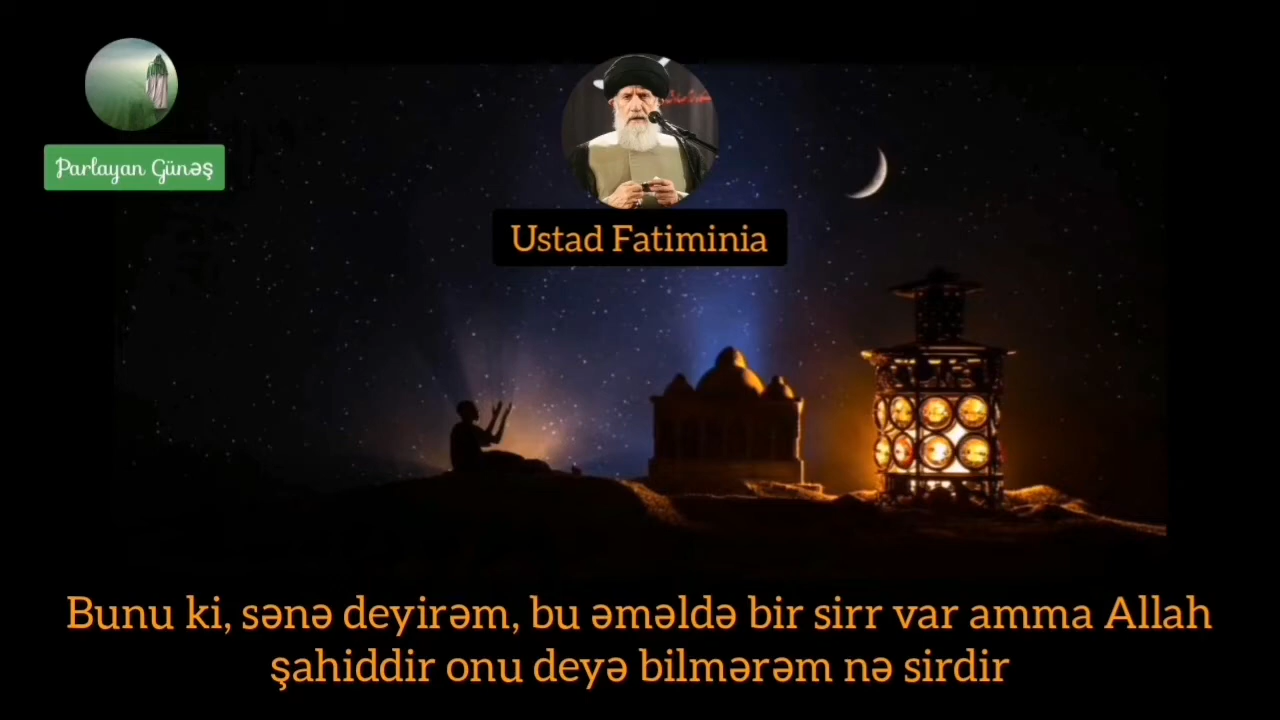 Parlayan Günəş
Ustad Fatiminia
Bunu ki, sənə deyirəm, bu əməldə bir sirr var amma Allah
şahiddir onu deyə bilmərəm nə sirdir